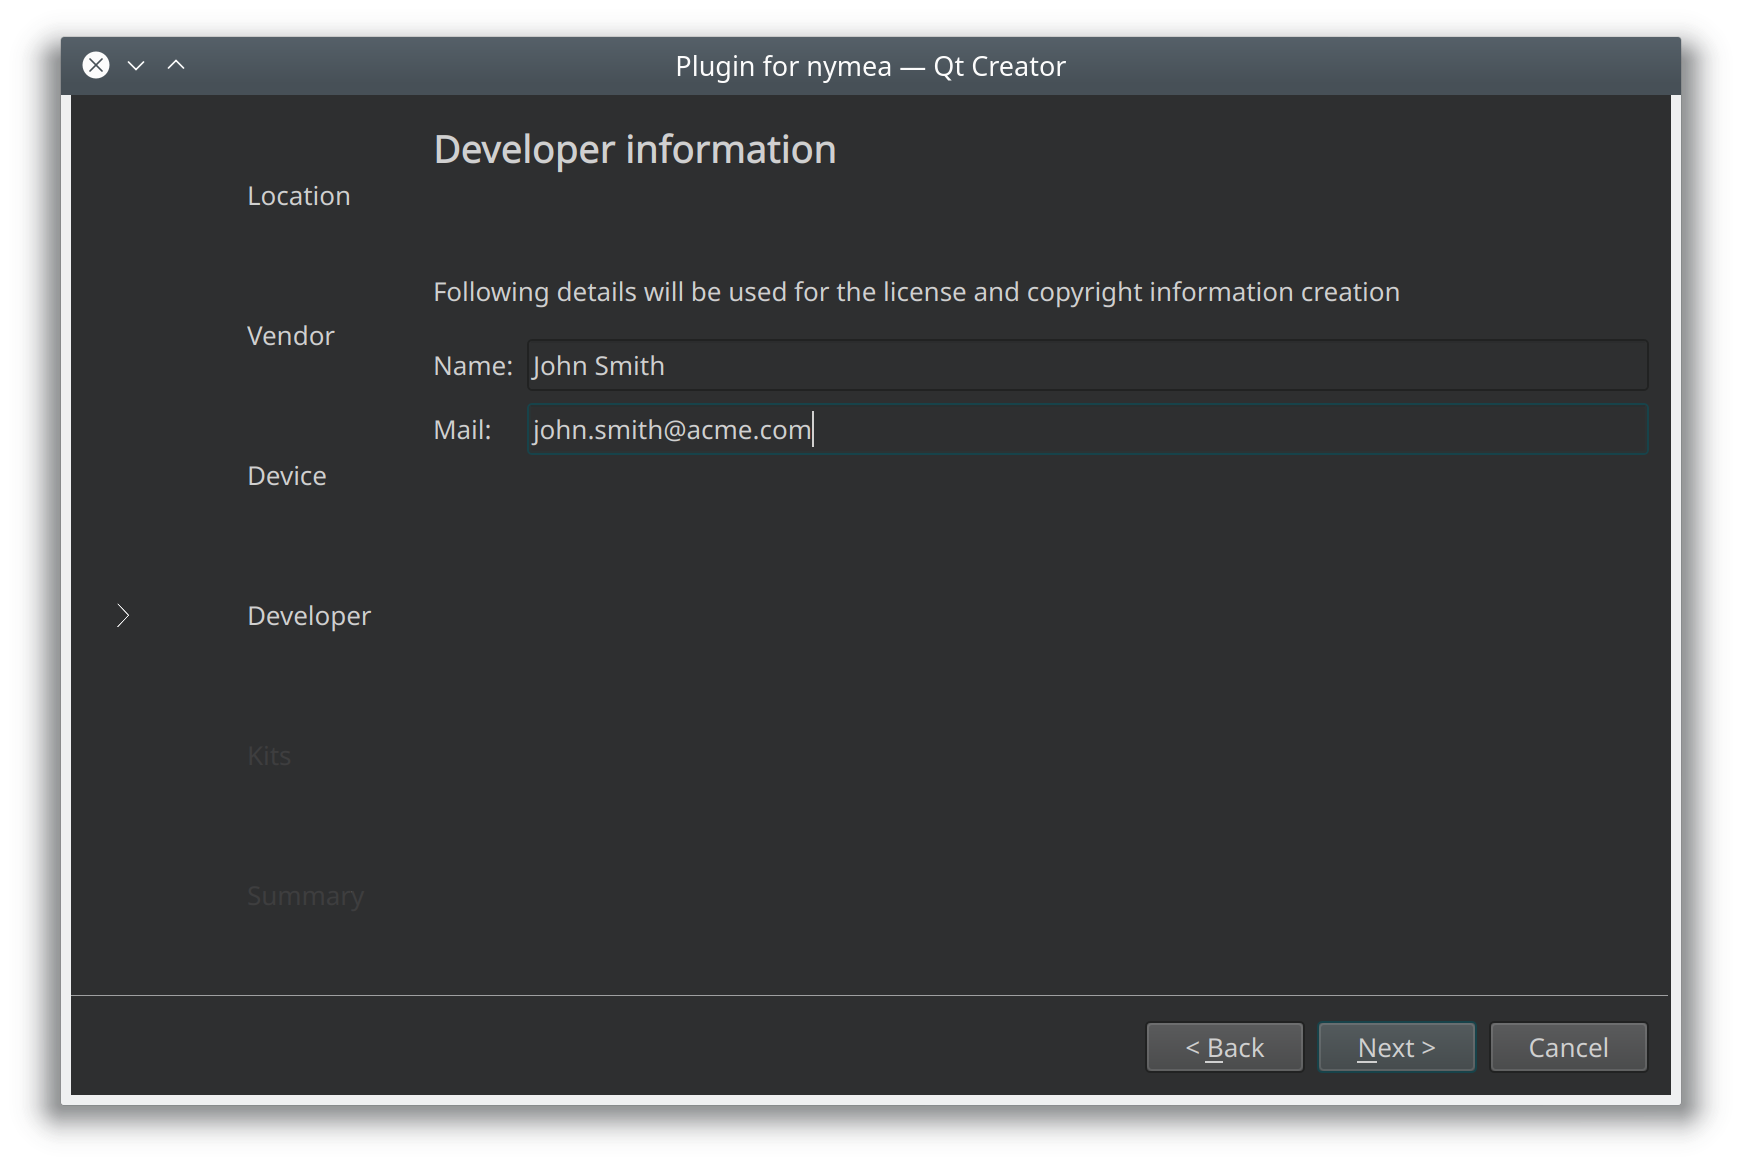 Plugin for nymea — Qt Creator
Developer information
Location
Following details will be used for the license and copyright information creation
Vendor
Name: John Smith
Mail: john.smith@acme.com
Device
Developer
Kits
Summary
< Back
Next >
Cancel